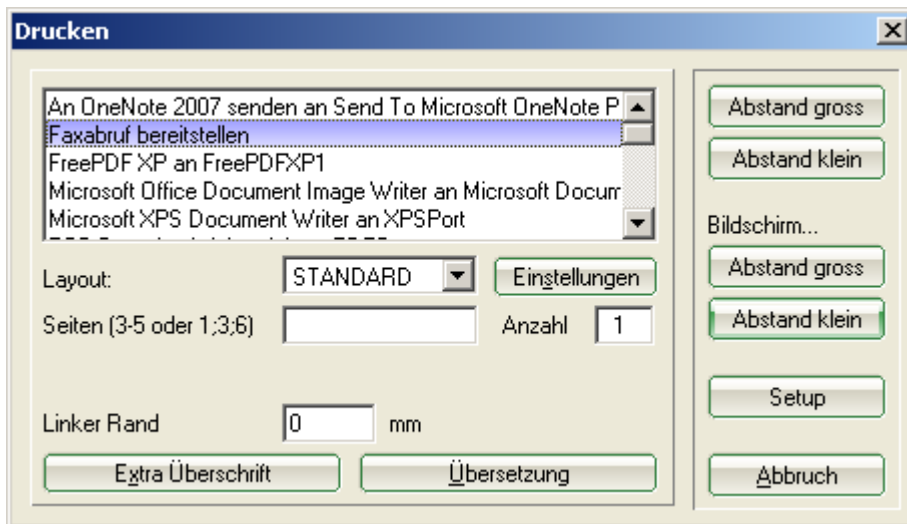 Drucken
An OneNote 2007 senden an Send To Microsoft OneNote P
Faxabruf bereitstellen
FreePDF XP an FreePDFXP1
Microsoft Office Document Image Writer an Microsoft Docum
Microsoft XPS Document Writer an XPSPort
Layout:
STANDARD
Einstellungen
Seiten (3-5 oder 1;3;6)
Anzahl
1
Linker Rand
0
mm
Extra Überschrift
Übersetzung
Abstand gross
Abstand klein
Bildschirm...
Abstand gross
Abstand klein
Setup
Abbruch